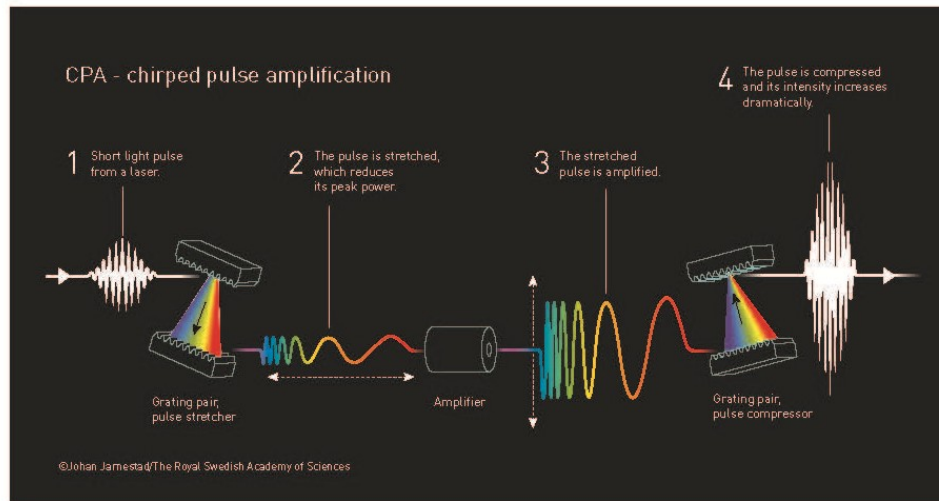 CPA - chirped pulse amplification
1 Short light pulse
from a laser.
2 The pulse is stretched,
which reduces
its peak power.
3 The stretched
pulse is amplified.
4 The pulse is compressed
and its intensity increases
dramatically.
Grating pair,
pulse stretcher
Amplifier
Grating pair,
pulse compressor
©Johan Jarnestad/The Royal Swedish Academy of Sciences